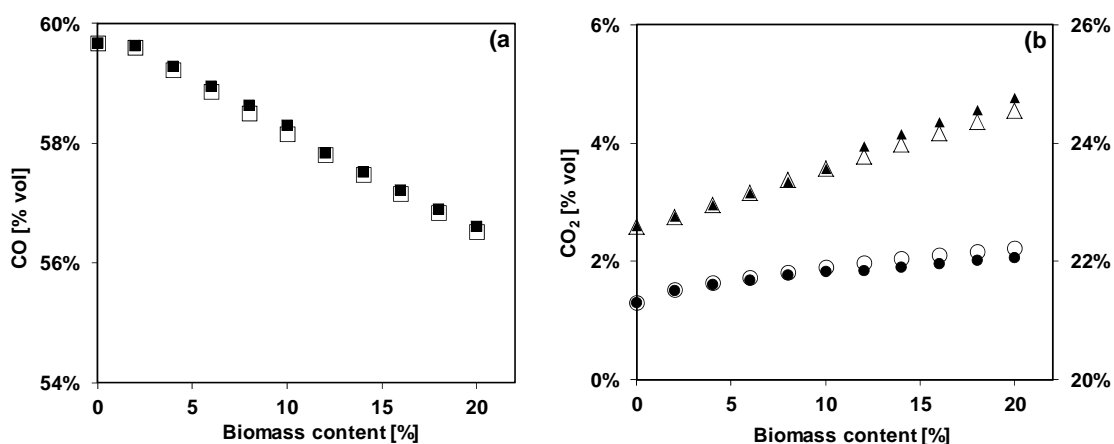 60%
58%
56%
54%
CO [% vol]
0 5 10 15 20
Biomass content [%]
(a
6%
4%
2%
0%
CO₂ [% vol]
0 5 10 15 20
Biomass content [%]
26%
24%
22%
20%
(b